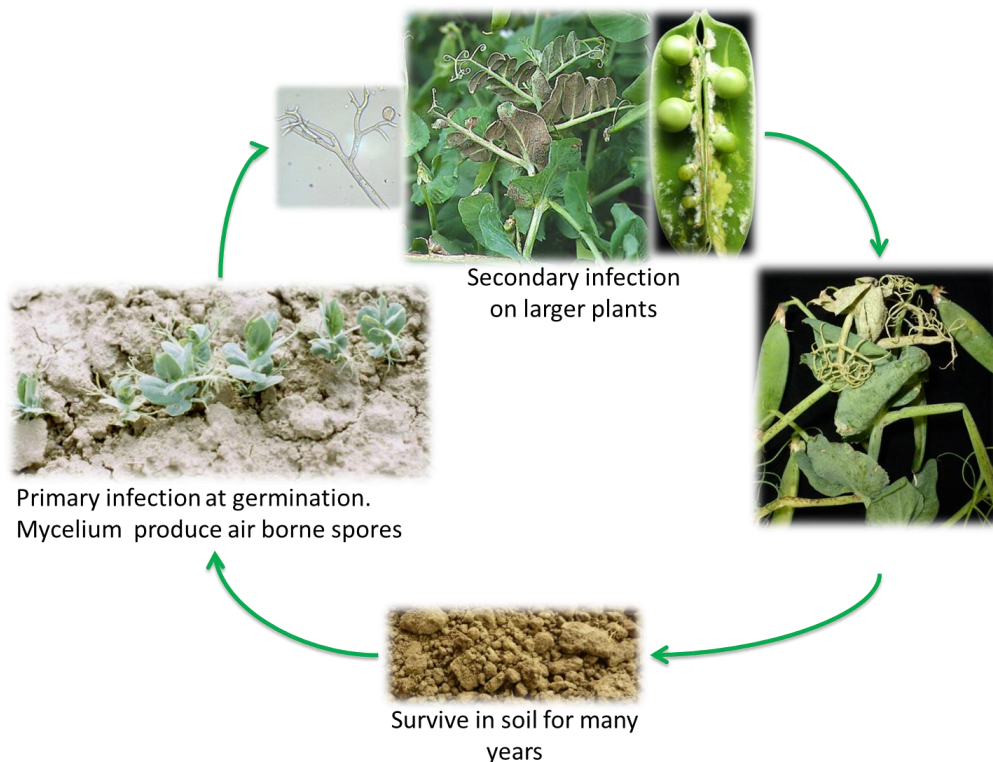 Secondary infection
on larger plants
Primary infection at germination.
Mycelium  produce air borne spores
Survive in soil for many
years